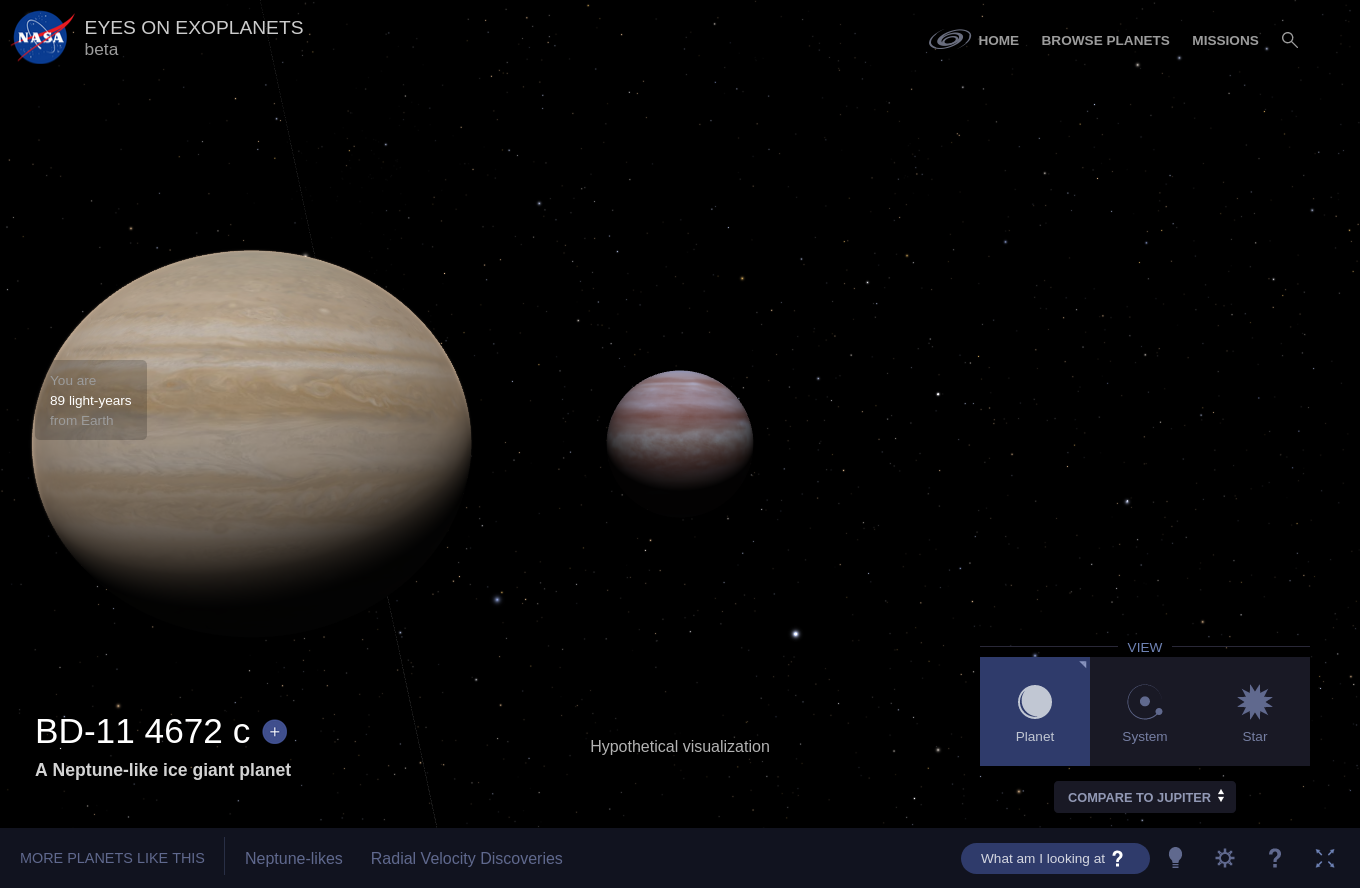 NASA
EYES ON EXOPLANETS
beta
HOME
BROWSE PLANETS
MISSIONS
You are
89 light-years
from Earth
VIEW
Planet
System
Star
BD-11 4672 c +
A Neptune-like ice giant planet
Hypothetical visualization
COMPARE TO JUPITER
MORE PLANETS LIKE THIS
Neptune-likes
Radial Velocity Discoveries
What am I looking at ?
?